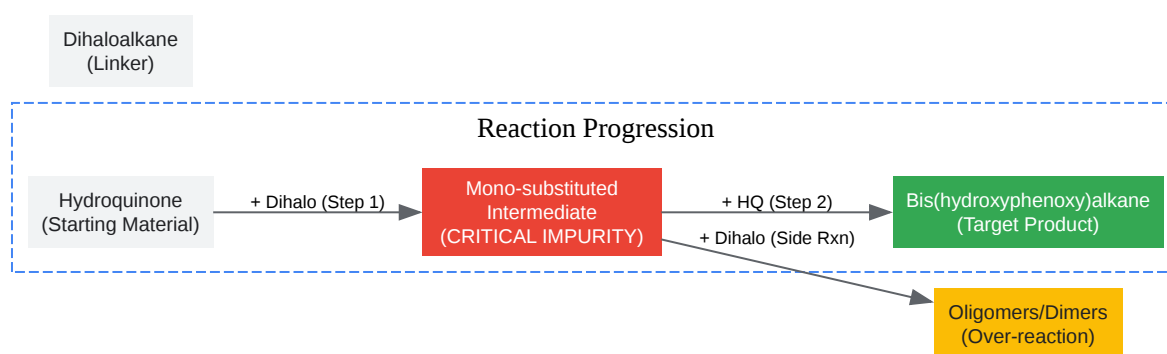 Dihaloalkane
(Linker)
Reaction Progression
Hydroquinone
(Starting Material)
+ Dihalo (Step 1)
Mono-substituted
Intermediate
(CRITICAL IMPURITY)
+ HQ (Step 2)
+ Dihalo (Side Rxn)
Bis(hydroxyphenoxy)alkane
(Target Product)
Oligomers/Dimers
(Over-reaction)